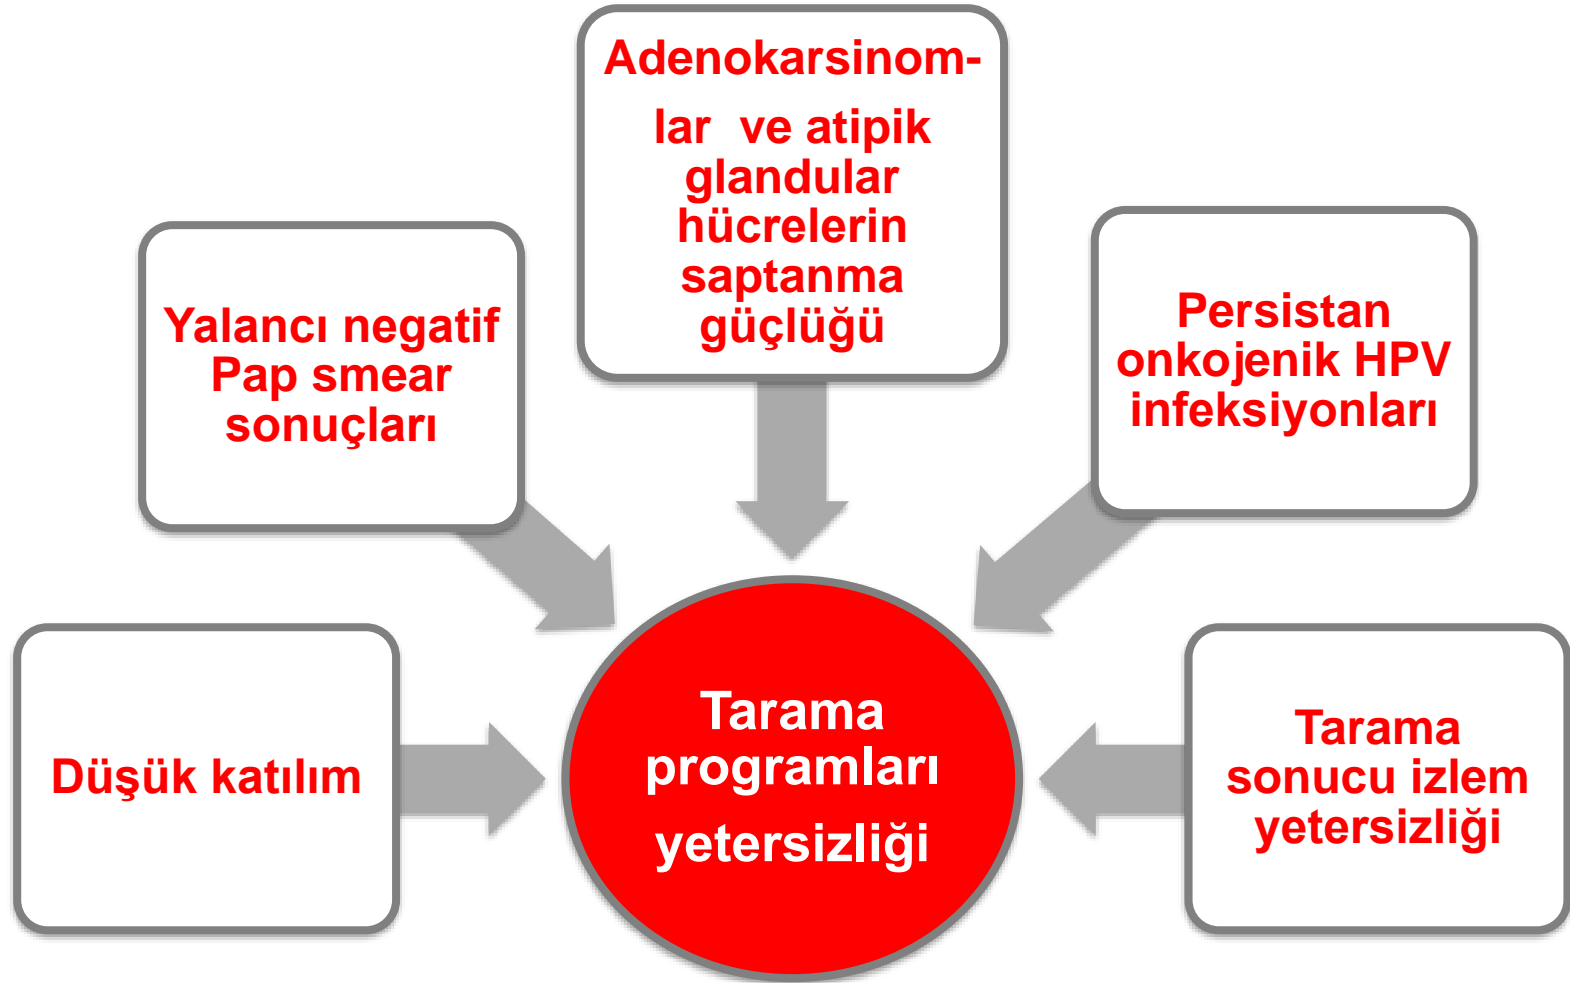 Adenokarsinom-
lar ve atipik
glandular
hücrelerin
saptanma
güçlüğü
Yalancı negatif
Pap smear
sonuçları
Persistan
onkojenik HPV
infeksiyonları
Düşük katılım
Tarama
programları
yetersizliği
Tarama
sonucu izlem
yetersizliği